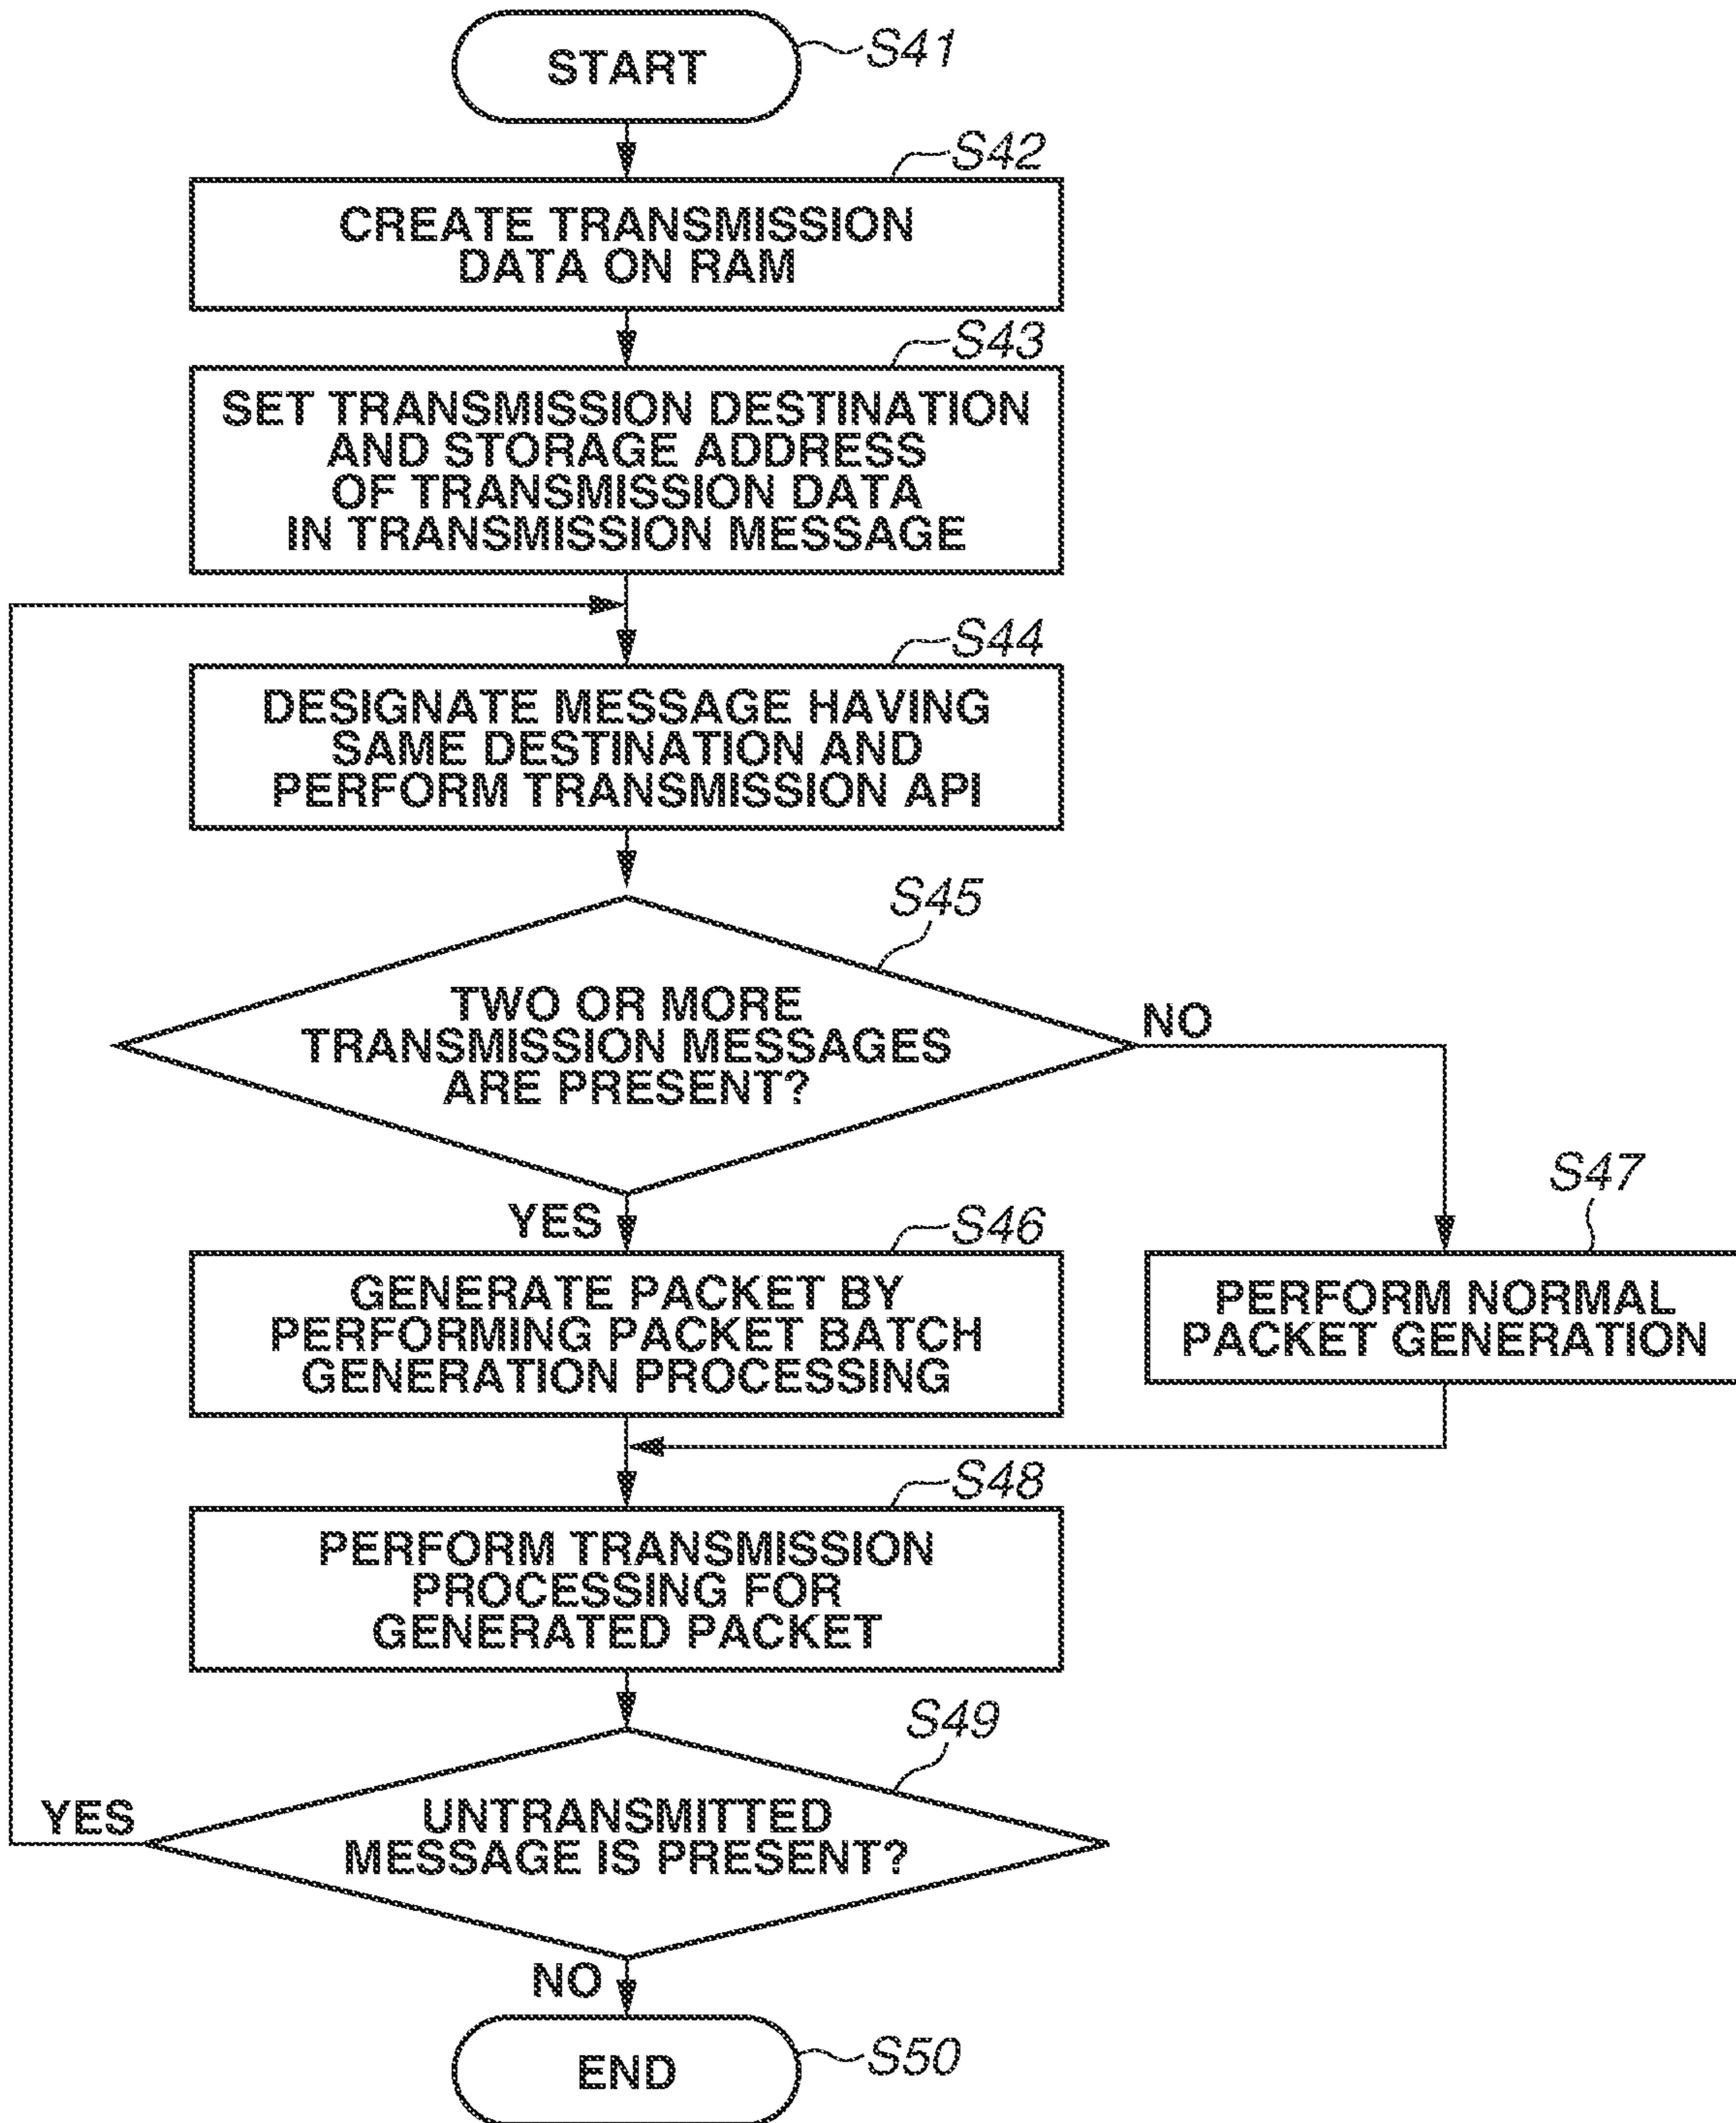 START
S41
S42
CREATE TRANSMISSION
DATA ON RAM
S43
SET TRANSMISSION DESTINATION
AND STORAGE ADDRESS
OF TRANSMISSION DATA
IN TRANSMISSION MESSAGE
S44
DESIGNATE MESSAGE HAVING
SAME DESTINATION AND
PERFORM TRANSMISSION API
S45
TWO OR MORE
TRANSMISSION MESSAGES
ARE PRESENT?
NO
YES
S46
GENERATE PACKET BY
PERFORMING PACKET BATCH
GENERATION PROCESSING
S47
PERFORM NORMAL
PACKET GENERATION
S48
PERFORM TRANSMISSION
PROCESSING FOR
GENERATED PACKET
S49
YES
UNTRANSMITTED
MESSAGE IS PRESENT?
NO
END
S50